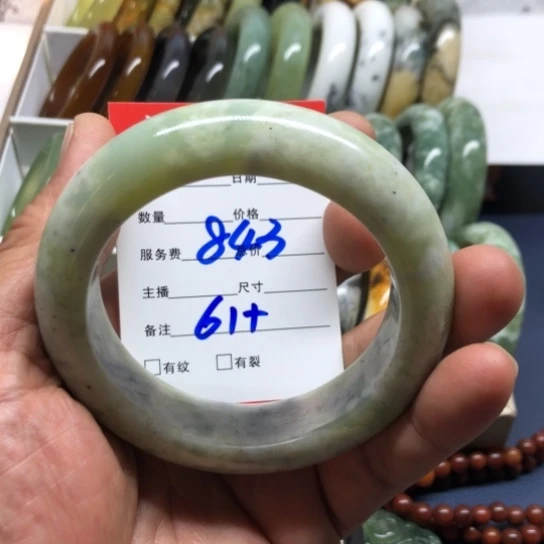 日期
数量 价格
服务费 843
主播 尺寸
备注 61+
□有纹 □有裂